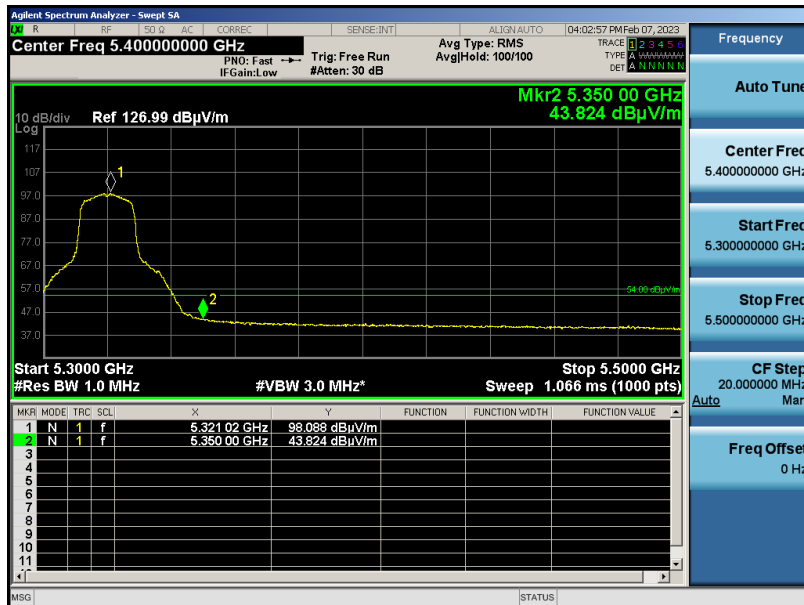 Agilent Spectrum Analyzer - Swept SA
LXI R RF 50 Ω AC CORREC SENSE:INT ALIGN AUTO 04:02:57 PM Feb 07, 2023
Center Freq 5.400000000 GHz
PNO: Fast
IFGain:Low
Trig: Free Run
#Atten: 30 dB
Avg Type: RMS
Avg|Hold: 100/100
TRACE 1 2 3 4 5 6
TYPE A WWWWW
DET A N N N N N
Mkr2 5.350 00 GHz
43.824 dBµV/m
10 dB/div Ref 126.99 dBµV/m
Log
117
107
97.0
87.0
77.0
67.0
57.0
47.0
37.0
1
2
54.00 dBµV/m
Start 5.3000 GHz Stop 5.5000 GHz
#Res BW 1.0 MHz #VBW 3.0 MHz* Sweep 1.066 ms (1000 pts)
MKR MODE TRC SCL X Y FUNCTION FUNCTION WIDTH FUNCTION VALUE
1 N 1 f 5.321 02 GHz 98.088 dBµV/m
2 N 1 f 5.350 00 GHz 43.824 dBµV/m
3
4
5
6
7
8
9
10
11
MSG STATUS
Frequency
Auto Tune
Center Freq
5.400000000 GHz
Start Freq
5.300000000 GHz
Stop Freq
5.500000000 GHz
CF Step
20.000000 MHz
Auto Man
Freq Offset
0 Hz